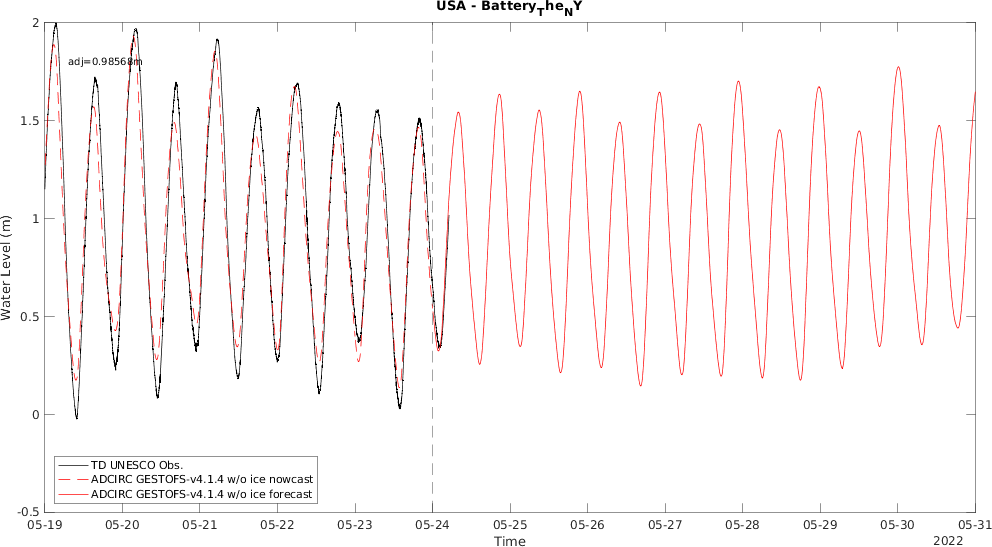 USA - Battery_The_NY
adj=0.98568m
2
1.5
1
0.5
0
-0.5
Water Level (m)
TD UNESCO Obs.
ADCIRC GESTOFS-v4.1.4 w/o ice nowcast
ADCIRC GESTOFS-v4.1.4 w/o ice forecast
05-19 05-20 05-21 05-22 05-23 05-24 05-25 05-26 05-27 05-28 05-29 05-30 05-31
Time
2022